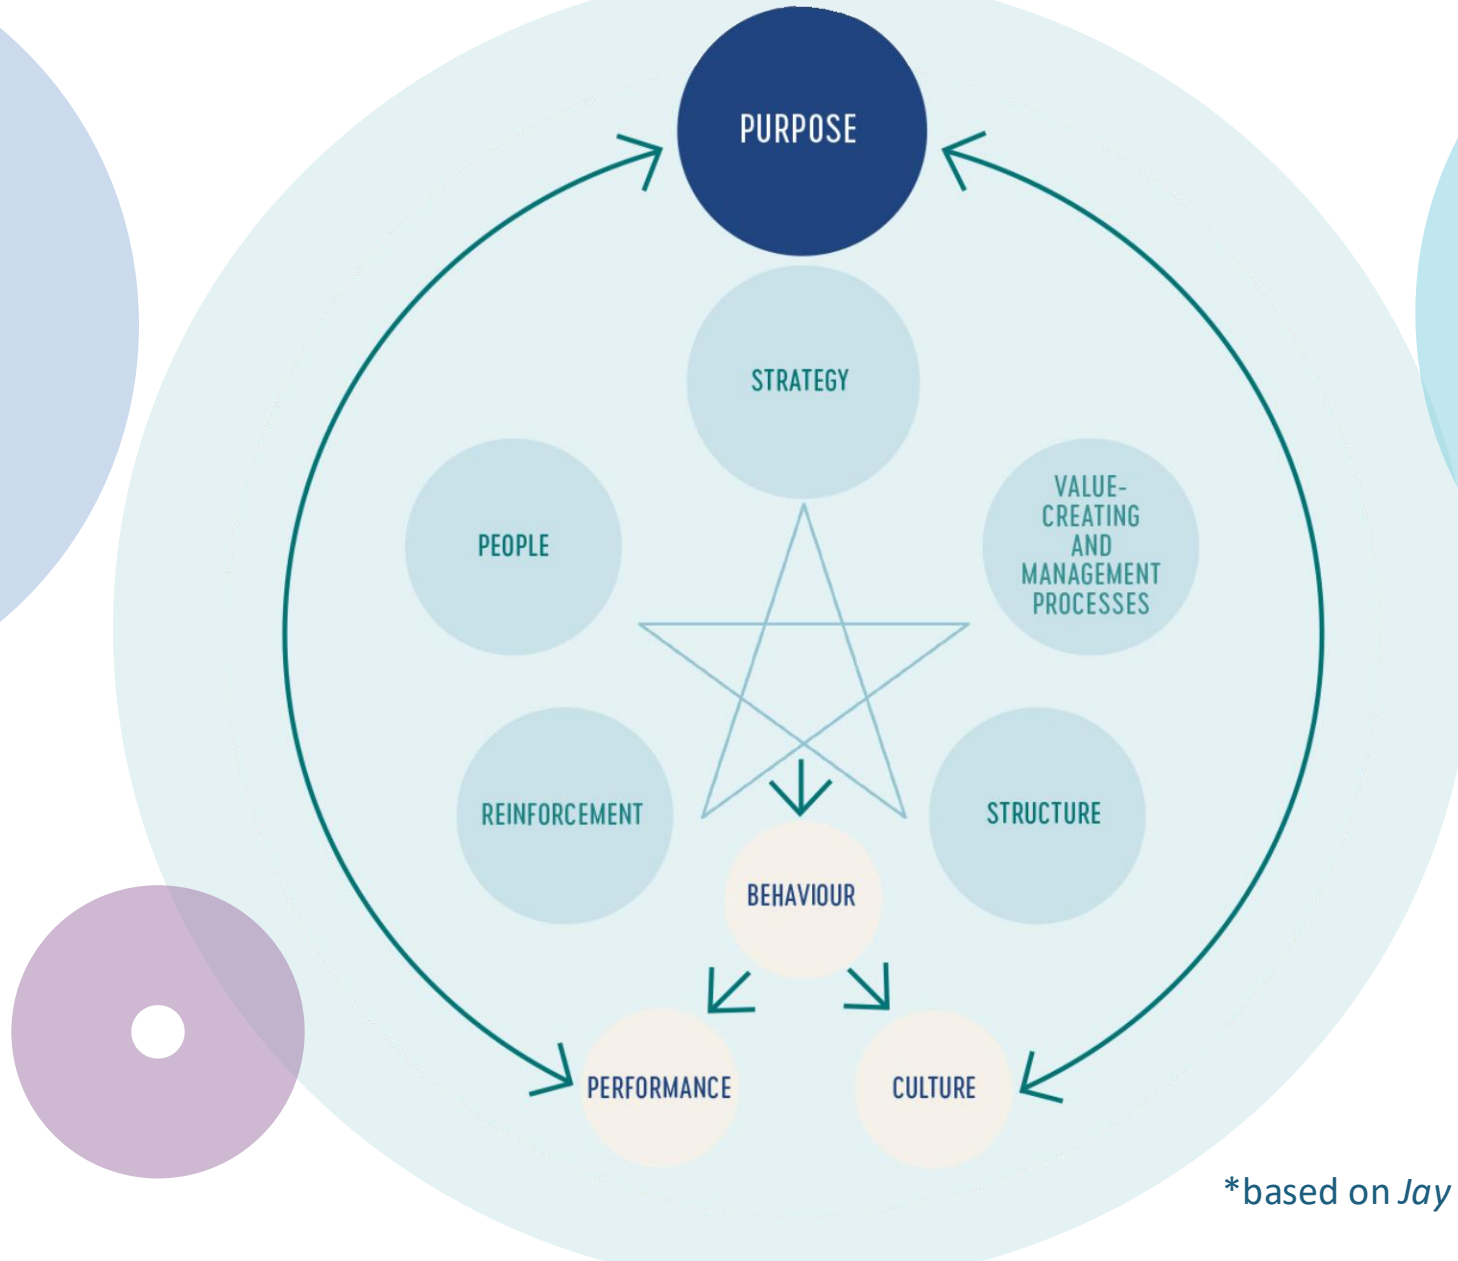 PURPOSE
STRATEGY
PEOPLE
VALUE-
CREATING
AND
MANAGEMENT
PROCESSES
REINFORCEMENT
STRUCTURE
BEHAVIOUR
PERFORMANCE
CULTURE
*based on Jay